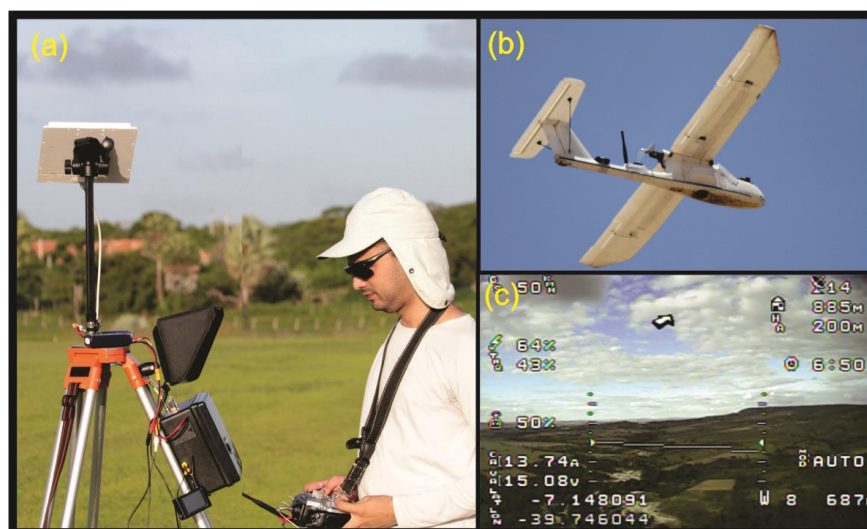 (a)
(b)
(c)
50
14
885M
200M
64%
43%
6:50
50%
13.74A
AUTO
15.08V
-7.148091
W 8 687
-39.746044